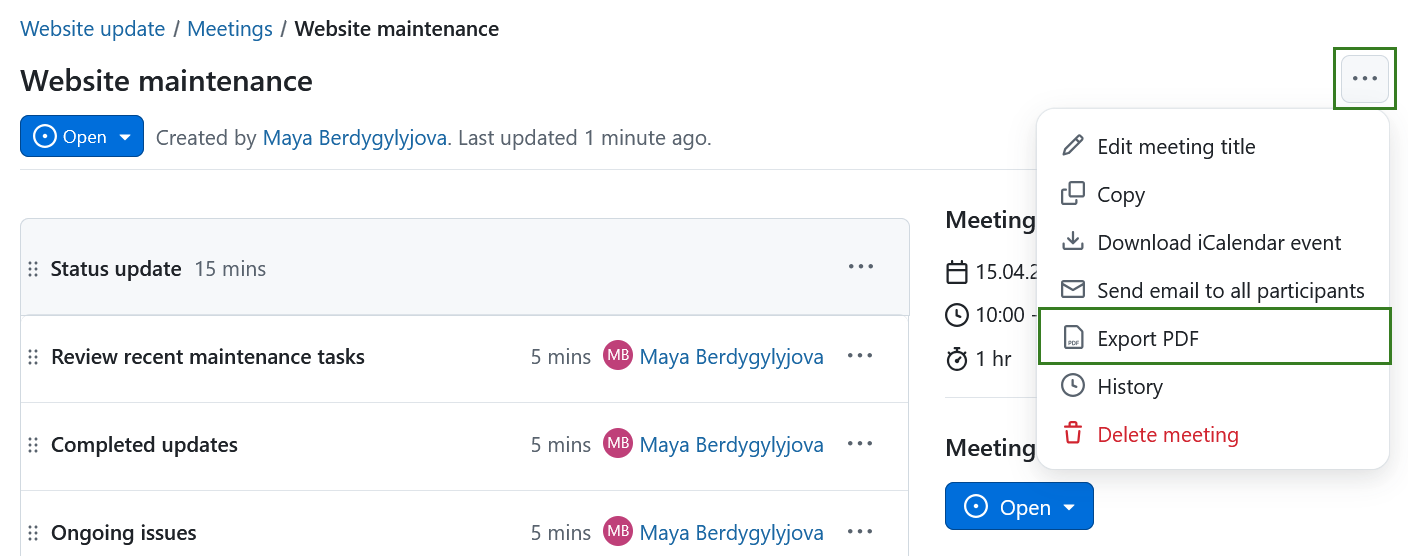 Website update / Meetings / Website maintenance
Website maintenance
Open Created by Maya Berdygylyjova. Last updated 1 minute ago.
Status update 15 mins
Review recent maintenance tasks 5 mins MB Maya Berdygylyjova
Completed updates 5 mins MB Maya Berdygylyjova
Ongoing issues 5 mins MB Maya Berdygylyjova
Meeting
15.04.2
10:00 -
1 hr
Meeting
Open
Edit meeting title
Copy
Download iCalendar event
Send email to all participants
PDF Export PDF
History
Delete meeting